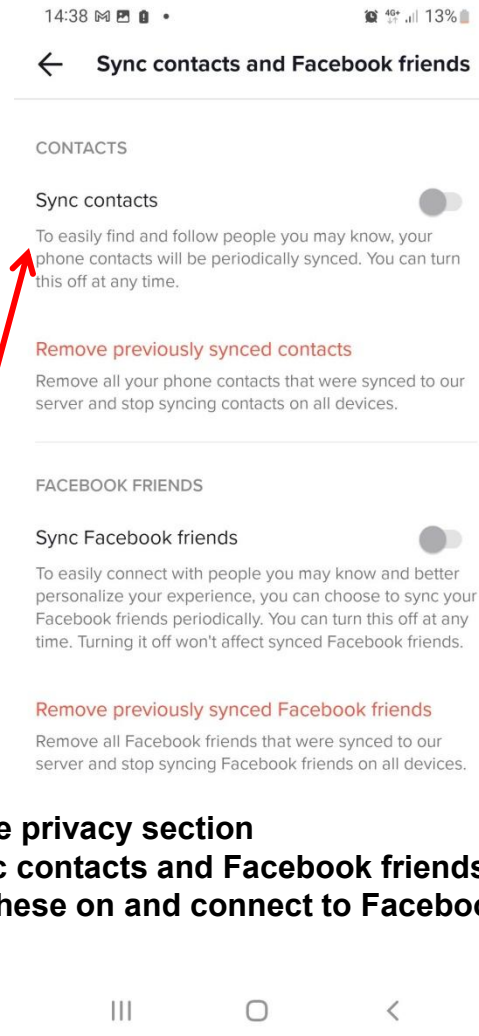 14:38 4G+ 13%
Sync contacts and Facebook friends
CONTACTS
Sync contacts
To easily find and follow people you may know, your
phone contacts will be periodically synced. You can turn
this off at any time.
Remove previously synced contacts
Remove all your phone contacts that were synced to our
server and stop syncing contacts on all devices.
FACEBOOK FRIENDS
Sync Facebook friends
To easily connect with people you may know and better
personalize your experience, you can choose to sync your
Facebook friends periodically. You can turn this off at any
time. Turning it off won't affect synced Facebook friends.
Remove previously synced Facebook friends
Remove all Facebook friends that were synced to our
server and stop syncing Facebook friends on all devices.
privacy section
contacts and Facebook friends
on and connect to